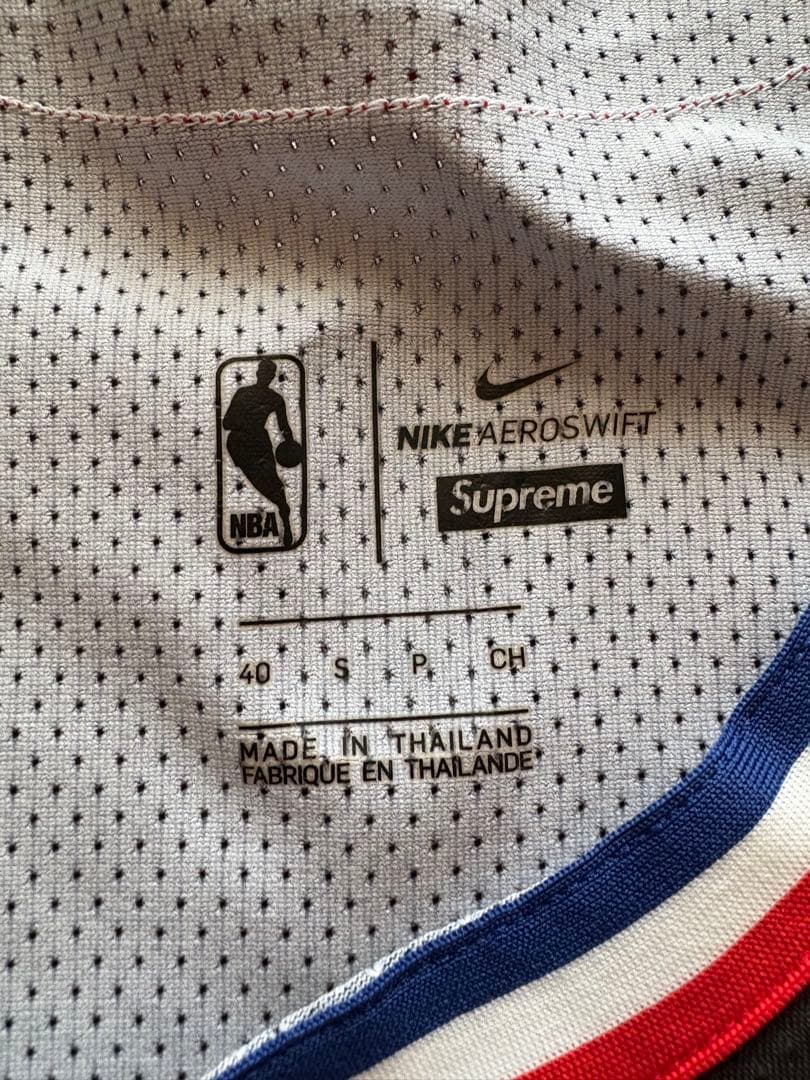 NBA
NIKE AEROSWIFT
Supreme
40 S P CH
MADE IN THAILAND
FABRIQUE EN THAILANDE